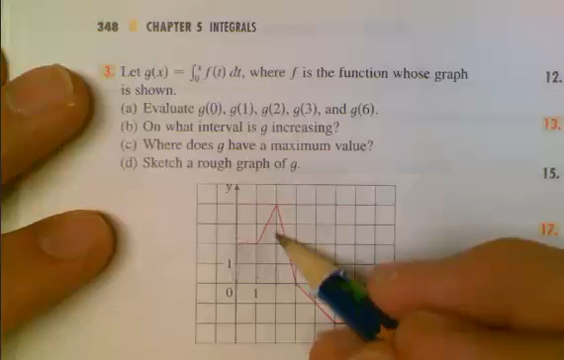 348 CHAPTER 5 INTEGRALS
3. Let g(x) = ∫₀ˣ f(t) dt, where f is the function whose graph
is shown.
(a) Evaluate g(0), g(1), g(2), g(3), and g(6).
(b) On what interval is g increasing?
(c) Where does g have a maximum value?
(d) Sketch a rough graph of g.
12.
13.
15.
17.
y
1
0 1